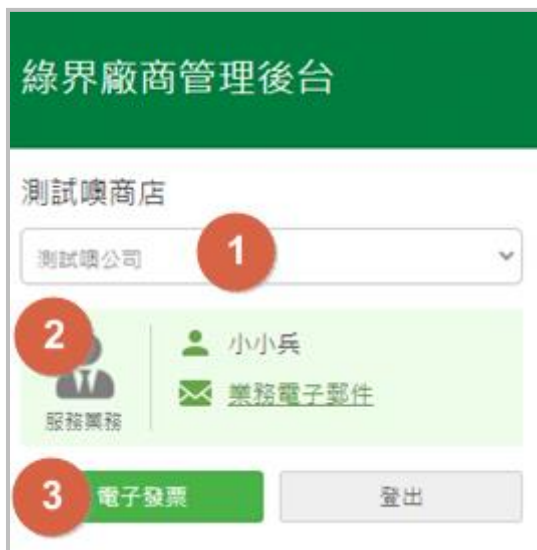 綠界廠商管理後台
測試噢商店
測試噢公司
1
2
小小兵
業務電子郵件
服務業務
3
電子發票
登出